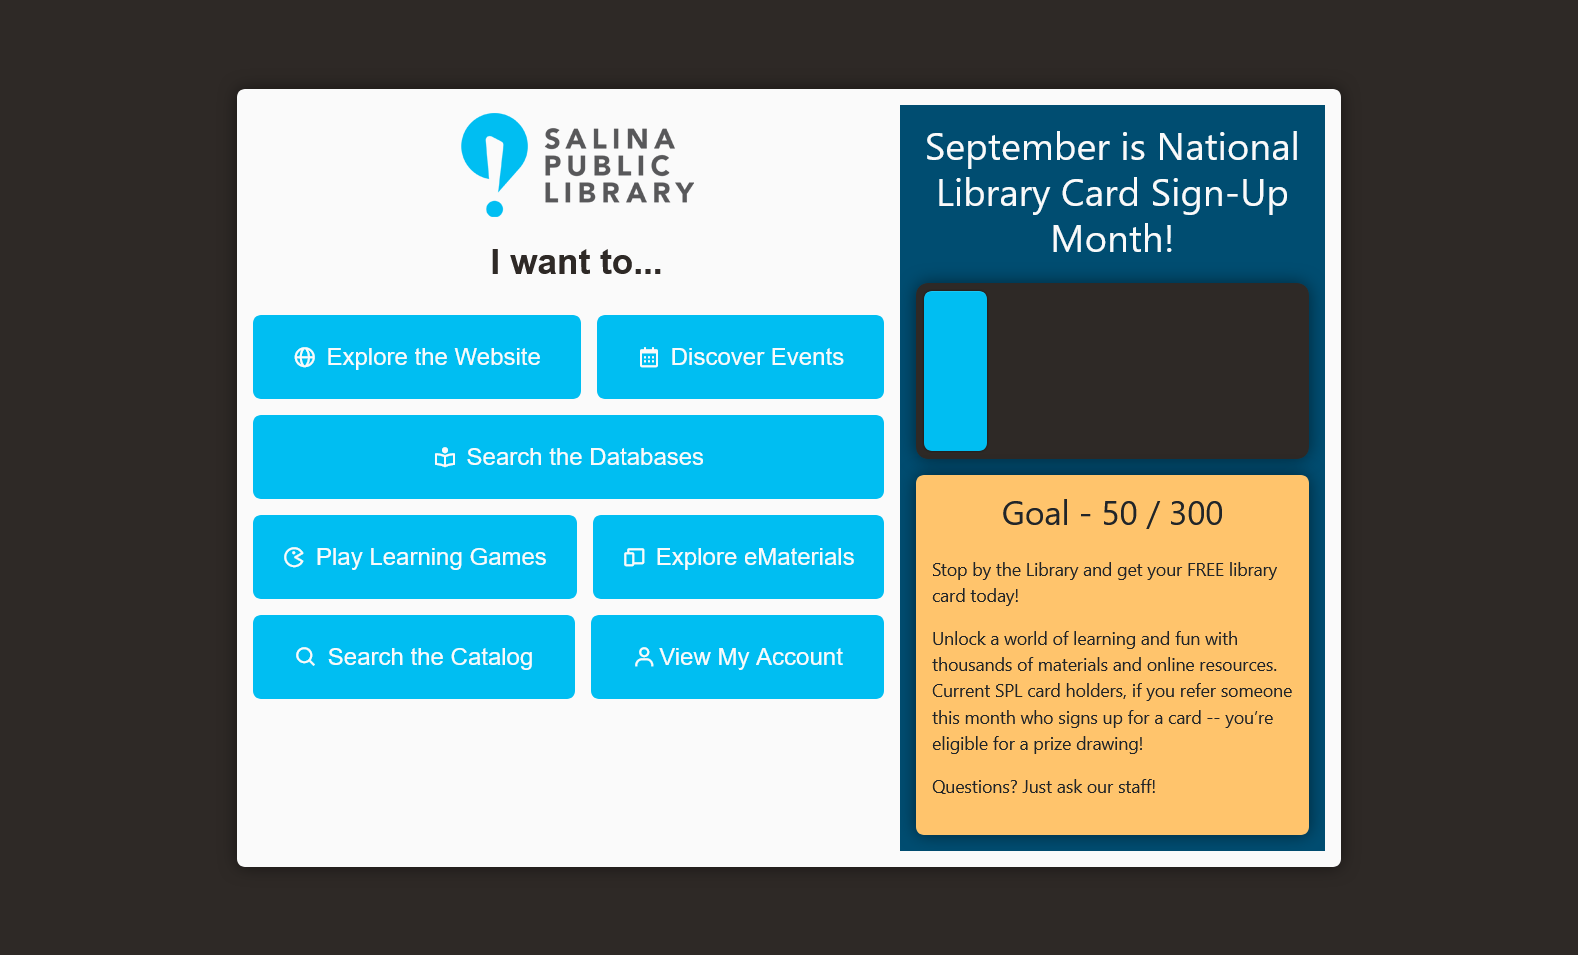 SALINA
PUBLIC
LIBRARY
I want to...
Explore the Website
Discover Events
Search the Databases
Play Learning Games
Explore eMaterials
Search the Catalog
View My Account
September is National
Library Card Sign-Up
Month!
Goal - 50 / 300
Stop by the Library and get your FREE library
card today!
Unlock a world of learning and fun with
thousands of materials and online resources.
Current SPL card holders, if you refer someone
this month who signs up for a card -- you’re
eligible for a prize drawing!
Questions? Just ask our staff!